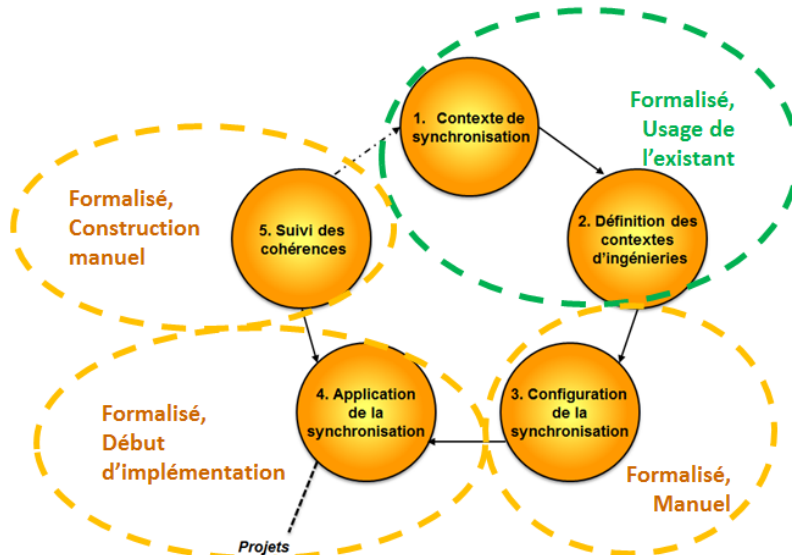 1. Contexte de
synchronisation
Formalisé,
Usage de
l'existant
2. Définition des
contextes
d'ingénieries
Formalisé,
Construction
manuel
5. Suivi des
cohérences
4. Application
de la
synchronisation
3. Configuration
de la
synchronisation
Formalisé,
Début
d'implémentation
Formalisé,
Manuel
Projets